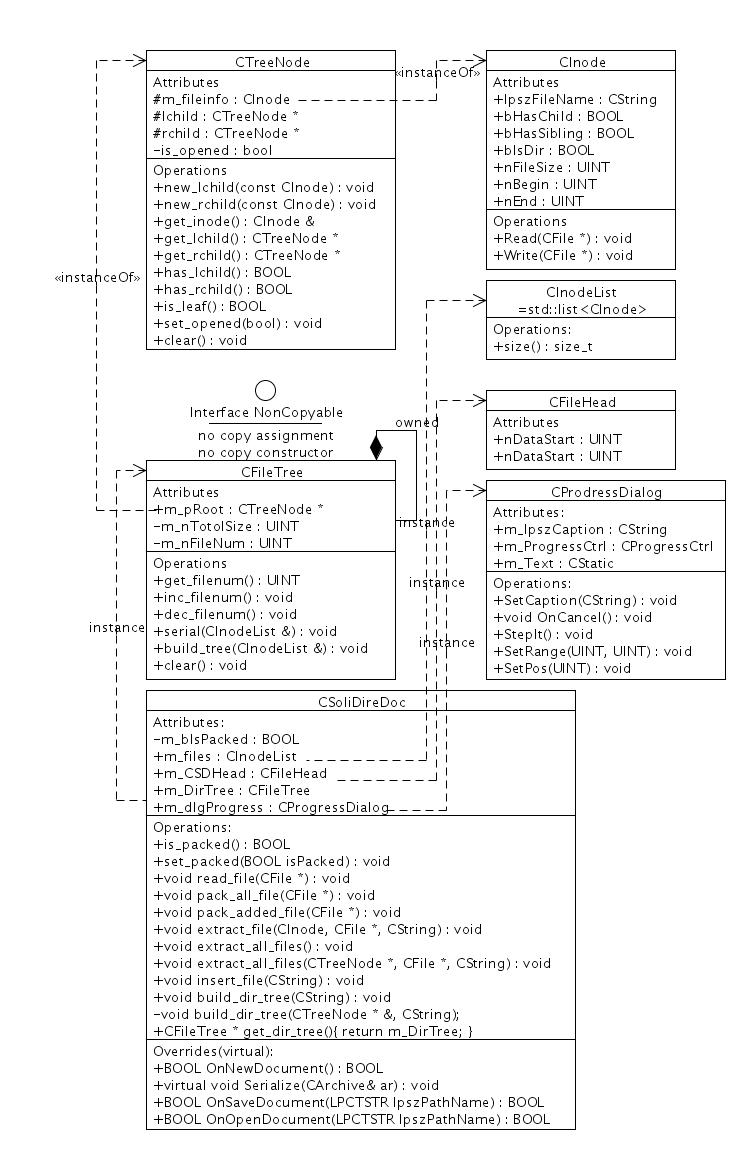 CTreeNode
Attributes
#m_fileinfo : CInode
#lchild : CTreeNode *
#rchild : CTreeNode *
-is_opened : bool
Operations
+new_lchild(const CInode) : void
+new_rchild(const CInode) : void
+get_inode() : CInode &
+get_lchild() : CTreeNode *
+get_rchild() : CTreeNode *
+has_lchild() : BOOL
+has_rchild() : BOOL
+is_leaf() : BOOL
+set_opened(bool) : void
+clear() : void
«instanceOf»
CInode
Attributes
+lpszFileName : CString
+bHasChild : BOOL
+bHasSibling : BOOL
+bIsDir : BOOL
+nFileSize : UINT
+nBegin : UINT
+nEnd : UINT
Operations
+Read(CFile *) : void
+Write(CFile *) : void
«instanceOf»
CInodeList
=std::list<CInode>
Operations:
+size() : size_t
Interface NonCopyable
no copy assignment
no copy constructor
owned
CFileHead
Attributes
+nDataStart : UINT
+nDataStart : UINT
CFileTree
Attributes
+m_pRoot : CTreeNode *
-m_nTotolSize : UINT
-m_nFileNum : UINT
Operations
+get_filenum() : UINT
+inc_filenum() : void
+dec_filenum() : void
+serial(CInodeList &) : void
+build_tree(CInodeList &) : void
+clear() : void
instance
instance
instance
instance
CProdressDialog
Attributes:
+m_lpszCaption : CString
+m_ProgressCtrl : CProgressCtrl
+m_Text : CStatic
Operations:
+SetCaption(CString) : void
+void OnCancel() : void
+StepIt() : void
+SetRange(UINT, UINT) : void
+SetPos(UINT) : void
CSoliDireDoc
Attributes:
-m_bIsPacked : BOOL
+m_files : CInodeList
+m_CSDHead : CFileHead
+m_DirTree : CFileTree
+m_dlgProgress : CProgressDialog
Operations:
+is_packed() : BOOL
+set_packed(BOOL isPacked) : void
+void read_file(CFile *) : void
+void pack_all_file(CFile *) : void
+void pack_added_file(CFile *) : void
+void extract_file(CInode, CFile *, CString) : void
+void extract_all_files() : void
+void extract_all_files(CTreeNode *, CFile *, CString) : void
+void insert_file(CString) : void
+void build_dir_tree(CString) : void
-void build_dir_tree(CTreeNode * &, CString);
+CFileTree * get_dir_tree(){ return m_DirTree; }
Overrides(virtual):
+BOOL OnNewDocument() : BOOL
+virtual void Serialize(CArchive& ar) : void
+BOOL OnSaveDocument(LPCTSTR lpszPathName) : BOOL
+BOOL OnOpenDocument(LPCTSTR lpszPathName) : BOOL